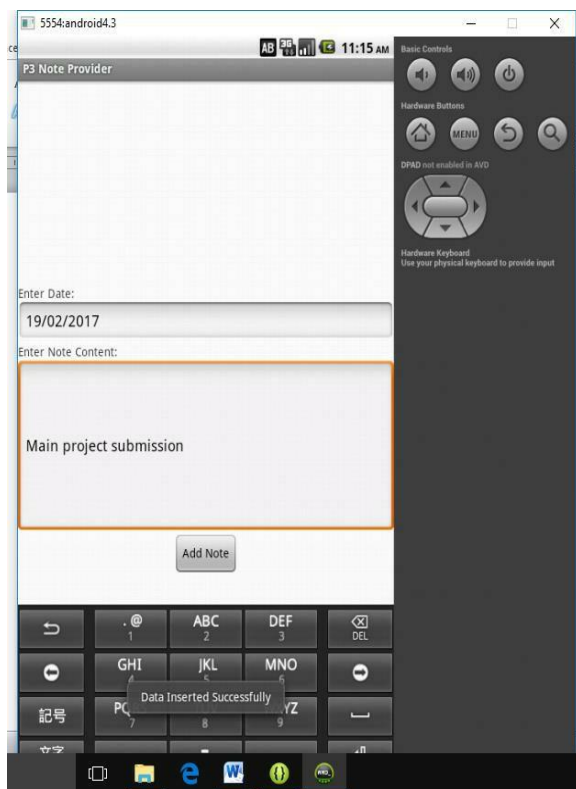 5554:android4.3
11:15 AM
P3 Note Provider
Enter Date:
19/02/2017
Enter Note Content:
Main project submission
Add Note
.@ ABC DEF
1 2 3 DEL
GHI JKL MNO
記号 7 8 9
Data Inserted Successfully
文字
Basic Controls
Hardware Buttons
MENU
DPAD not enabled in AVD
Hardware Keyboard
Use your physical keyboard to provide input